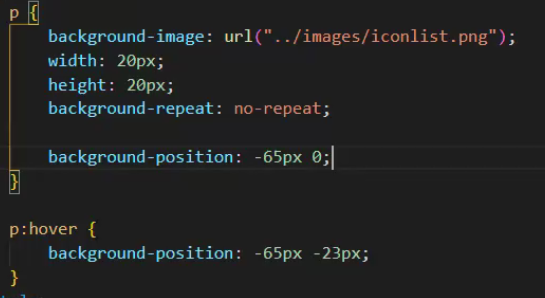 p {
background-image: url("../images/iconlist.png");
width: 20px;
height: 20px;
background-repeat: no-repeat;
background-position: -65px 0;
}
p:hover {
background-position: -65px -23px;
}